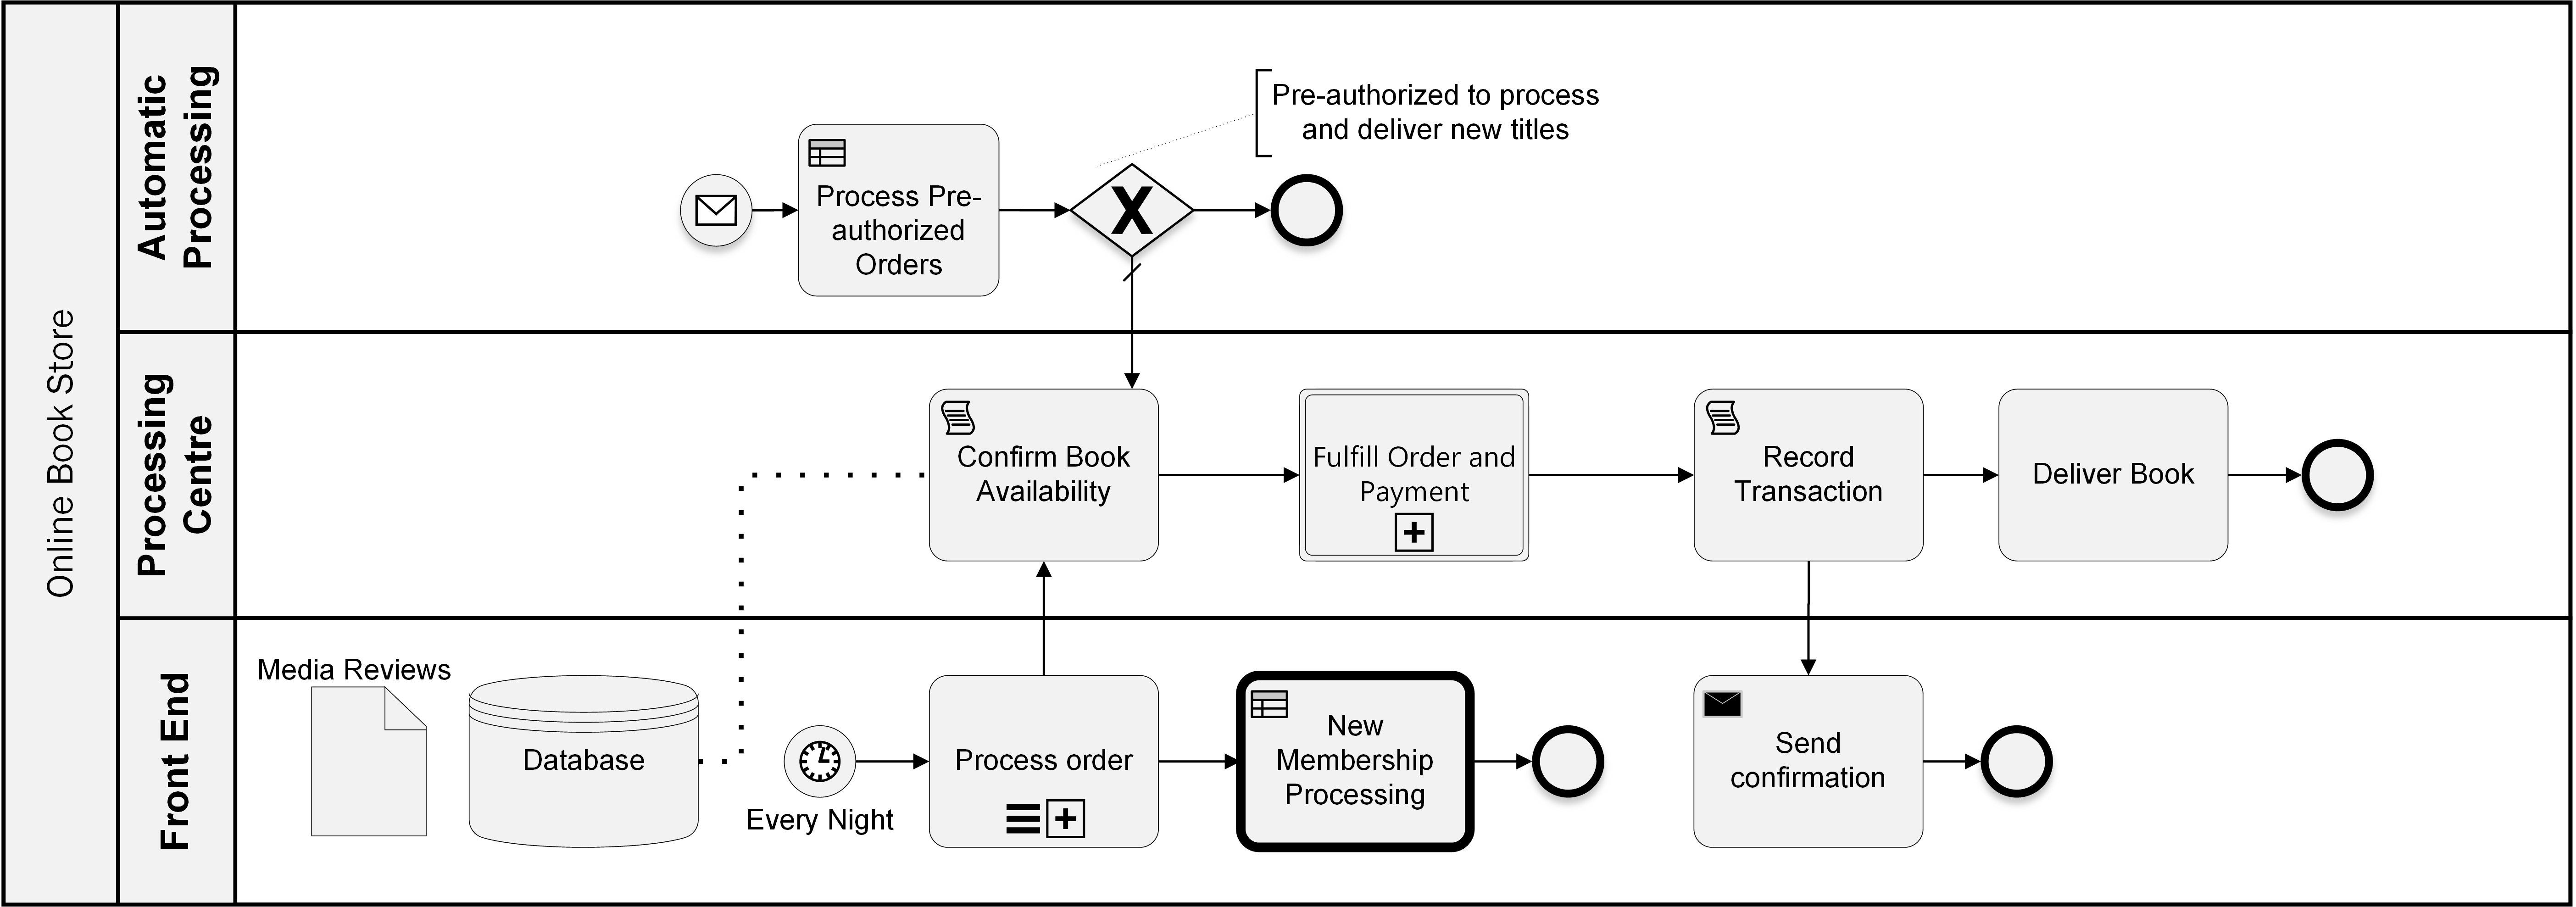 Online Book Store
Automatic
Processing
Pre-authorized to process
and deliver new titles
Process Pre-
authorized
Orders
X
Processing
Centre
Confirm Book
Availability
Fulfill Order and
Payment
Record
Transaction
Deliver Book
Front End
Media Reviews
Database
Every Night
Process order
New
Membership
Processing
Send
confirmation